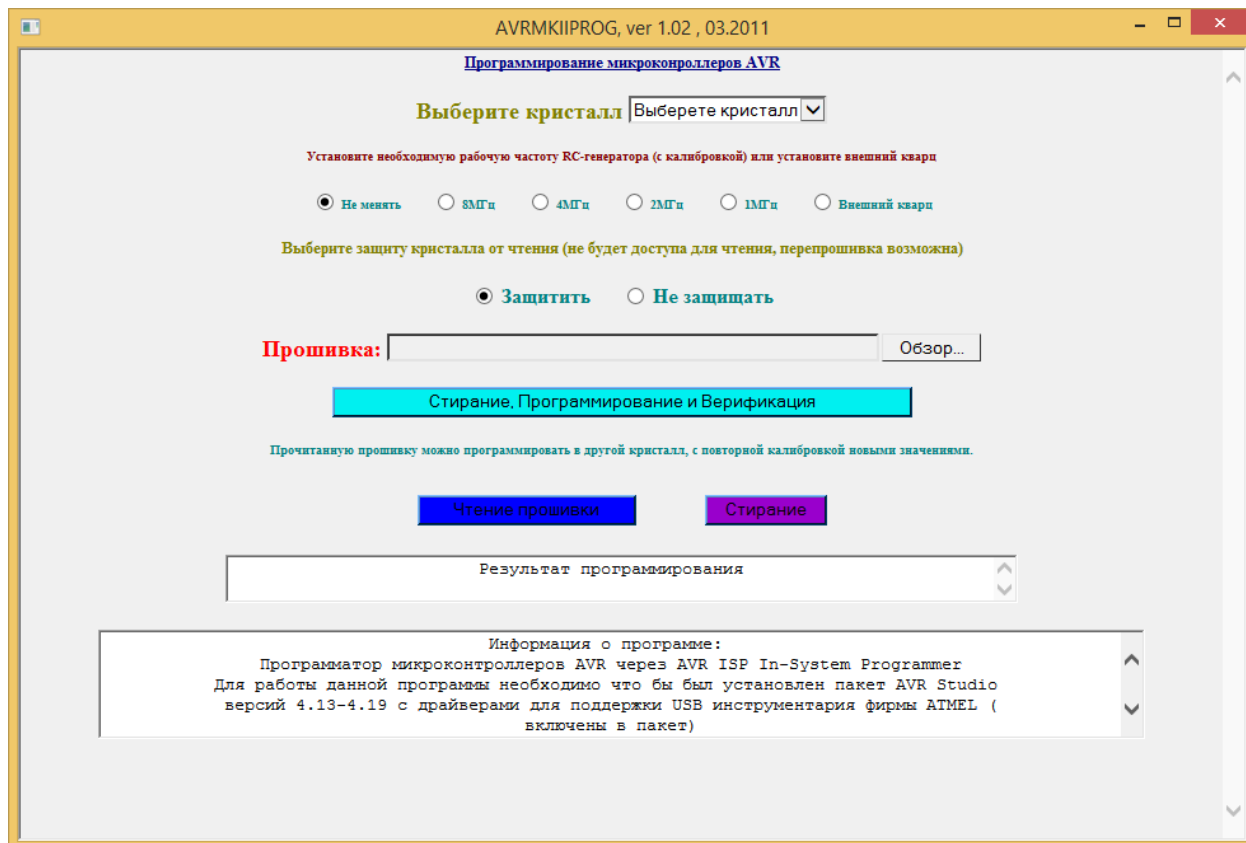 AVRMKIIPROG, ver 1.02 , 03.2011
Программирование микроконроллеров AVR
Выберите кристалл Выберете кристалл
Установите необходимую рабочую частоту RC-генератора (с калибровкой) или установите внешний кварц
Не менять 8МГц 4МГц 2МГц 1МГц Внешний кварц
Выберите защиту кристалла от чтения (не будет доступа для чтения, перепрошивка возможна)
Защитить Не защищать
Прошивка: Обзор...
Стирание, Программирование и Верификация
Прочитанную прошивку можно программировать в другой кристалл, с повторной калибровкой новыми значениями.
Чтение прошивки Стирание
Результат программирования
Информация о программе:
Программатор микроконтроллеров AVR через AVR ISP In-System Programmer
Для работы данной программы необходимо что бы был установлен пакет AVR Studio
версий 4.13-4.19 с драйверами для поддержки USB инструментария фирмы ATMEL (
включены в пакет)